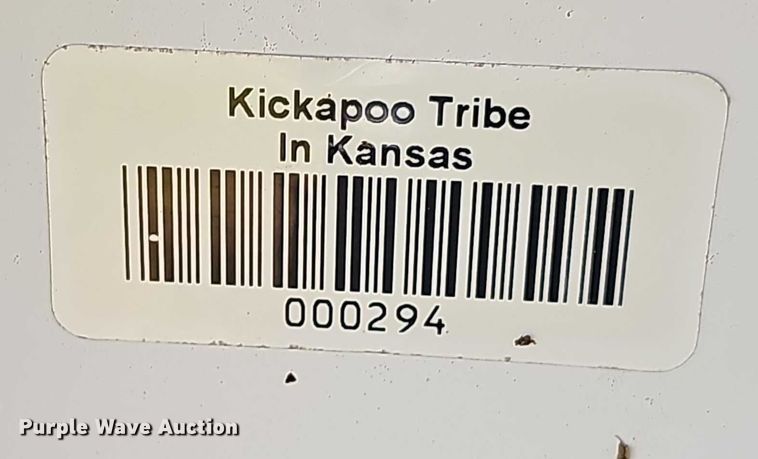 Kickapoo Tribe
In Kansas
000294
Purple Wave Auction